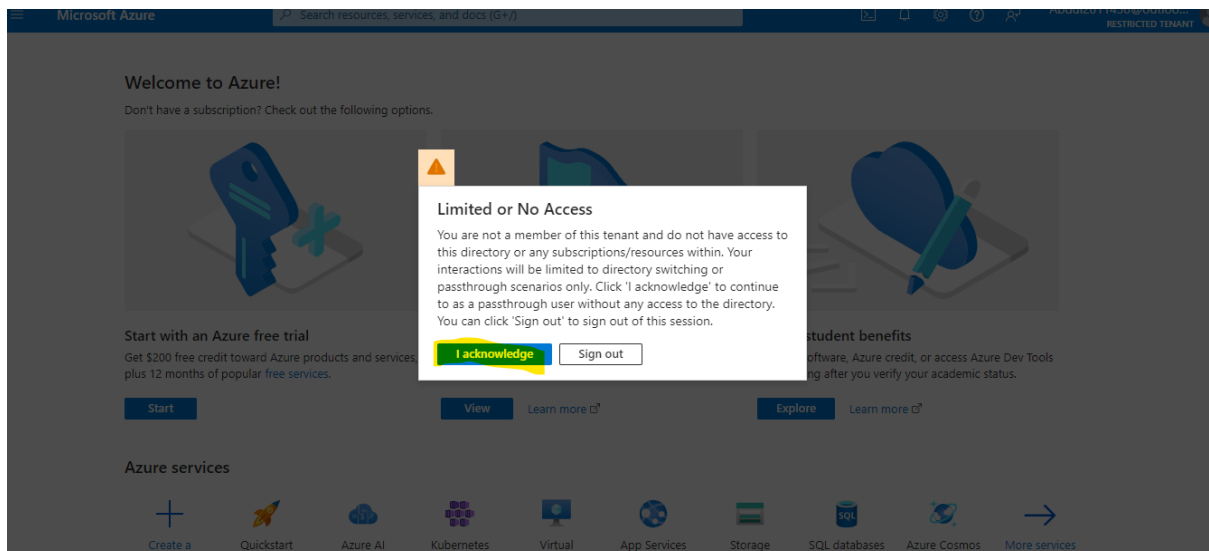 Microsoft Azure
Search resources, services, and docs (G+/)
RESTRICTED TENANT
Welcome to Azure!
Don't have a subscription? Check out the following options.
Limited or No Access
You are not a member of this tenant and do not have access to
this directory or any subscriptions/resources within. Your
interactions will be limited to directory switching or
passthrough scenarios only. Click 'I acknowledge' to continue
to as a passthrough user without any access to the directory.
You can click 'Sign out' to sign out of this session.
I acknowledge
Sign out
Start with an Azure free trial
Get $200 free credit toward Azure products and services,
plus 12 months of popular free services.
Start
View
Learn more
student benefits
oftware, Azure credit, or access Azure Dev Tools
ng after you verify your academic status.
Explore
Learn more
Azure services
Create a
Quickstart
Azure AI
Kubernetes
Virtual
App Services
Storage
SQL
SQL databases
Azure Cosmos
More services